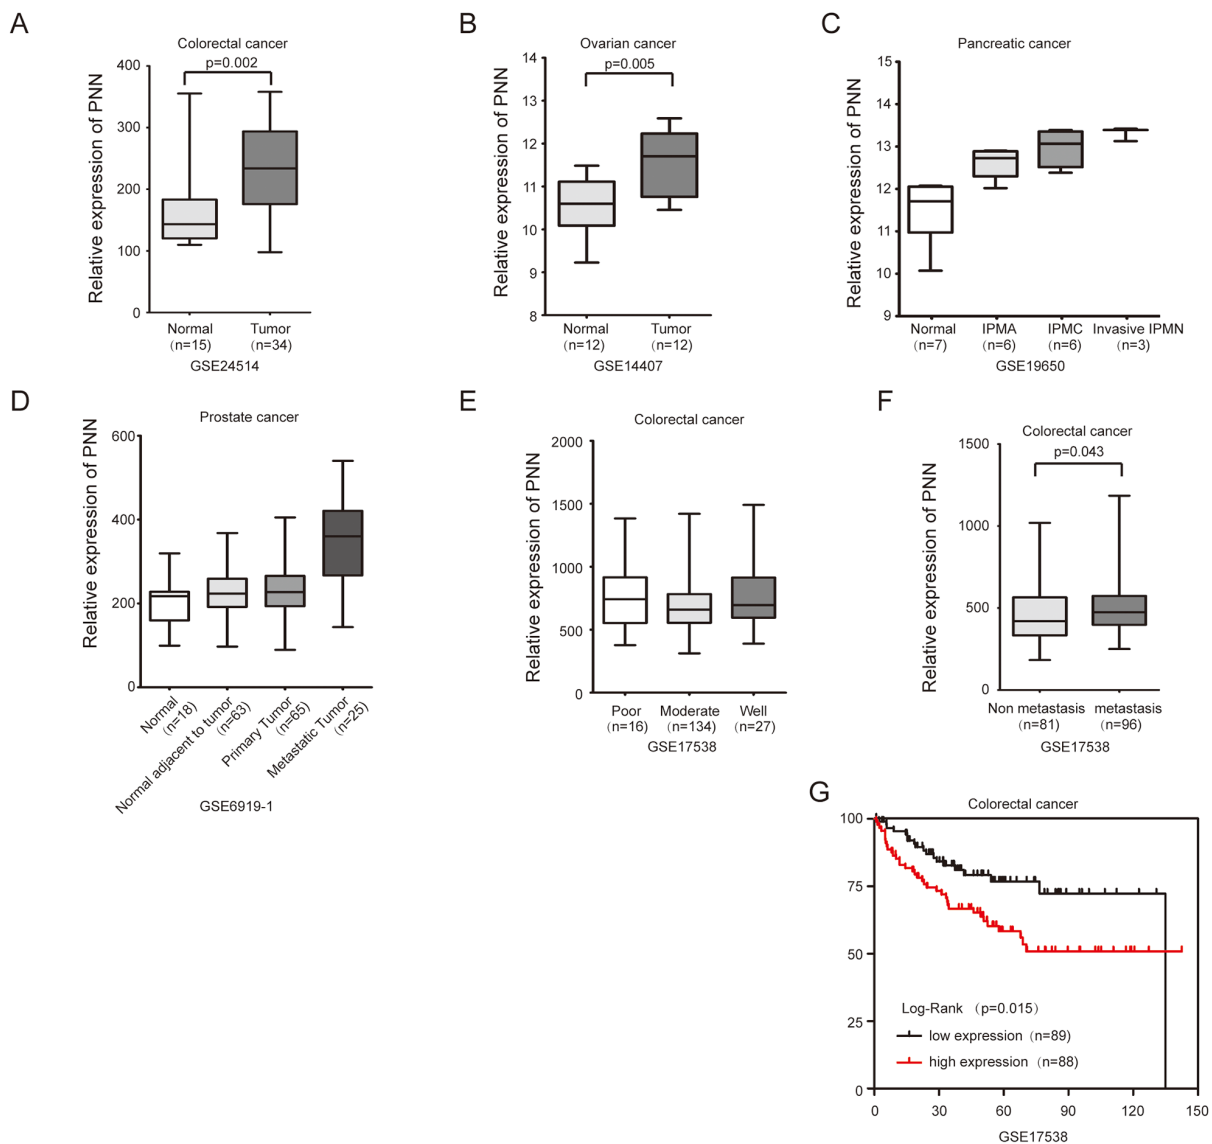 A
Colorectal cancer
p=0.002
Relative expression of PNN
400
300
200
100
0
Normal
Tumor
(n=15)
(n=34)
GSE24514
B
Ovarian cancer
p=0.005
Relative expression of PNN
14
13
12
11
10
9
8
Normal
Tumor
(n=12)
(n=12)
GSE14407
C
Pancreatic cancer
Relative expression of PNN
15
14
13
12
11
10
9
Normal
IPMA
IPMC
Invasive IPMN
(n=7)
(n=6)
(n=6)
(n=3)
GSE19650
D
Prostate cancer
Relative expression of PNN
600
400
200
0
Normal
(n=18)
Normal adjacent to tumor
(n=63)
Primary Tumor
(n=65)
Metastatic Tumor
(n=25)
GSE6919-1
E
Colorectal cancer
Relative expression of PNN
2000
1500
1000
500
0
Poor
Moderate
Well
(n=16)
(n=134)
(n=27)
GSE17538
F
Colorectal cancer
p=0.043
Relative expression of PNN
1500
1000
500
0
Non metastasis
metastasis
(n=81)
(n=96)
GSE17538
G
Colorectal cancer
100
75
50
25
0
Log-Rank (p=0.015)
low expression (n=89)
high expression (n=88)
0
30
60
90
120
150
GSE17538